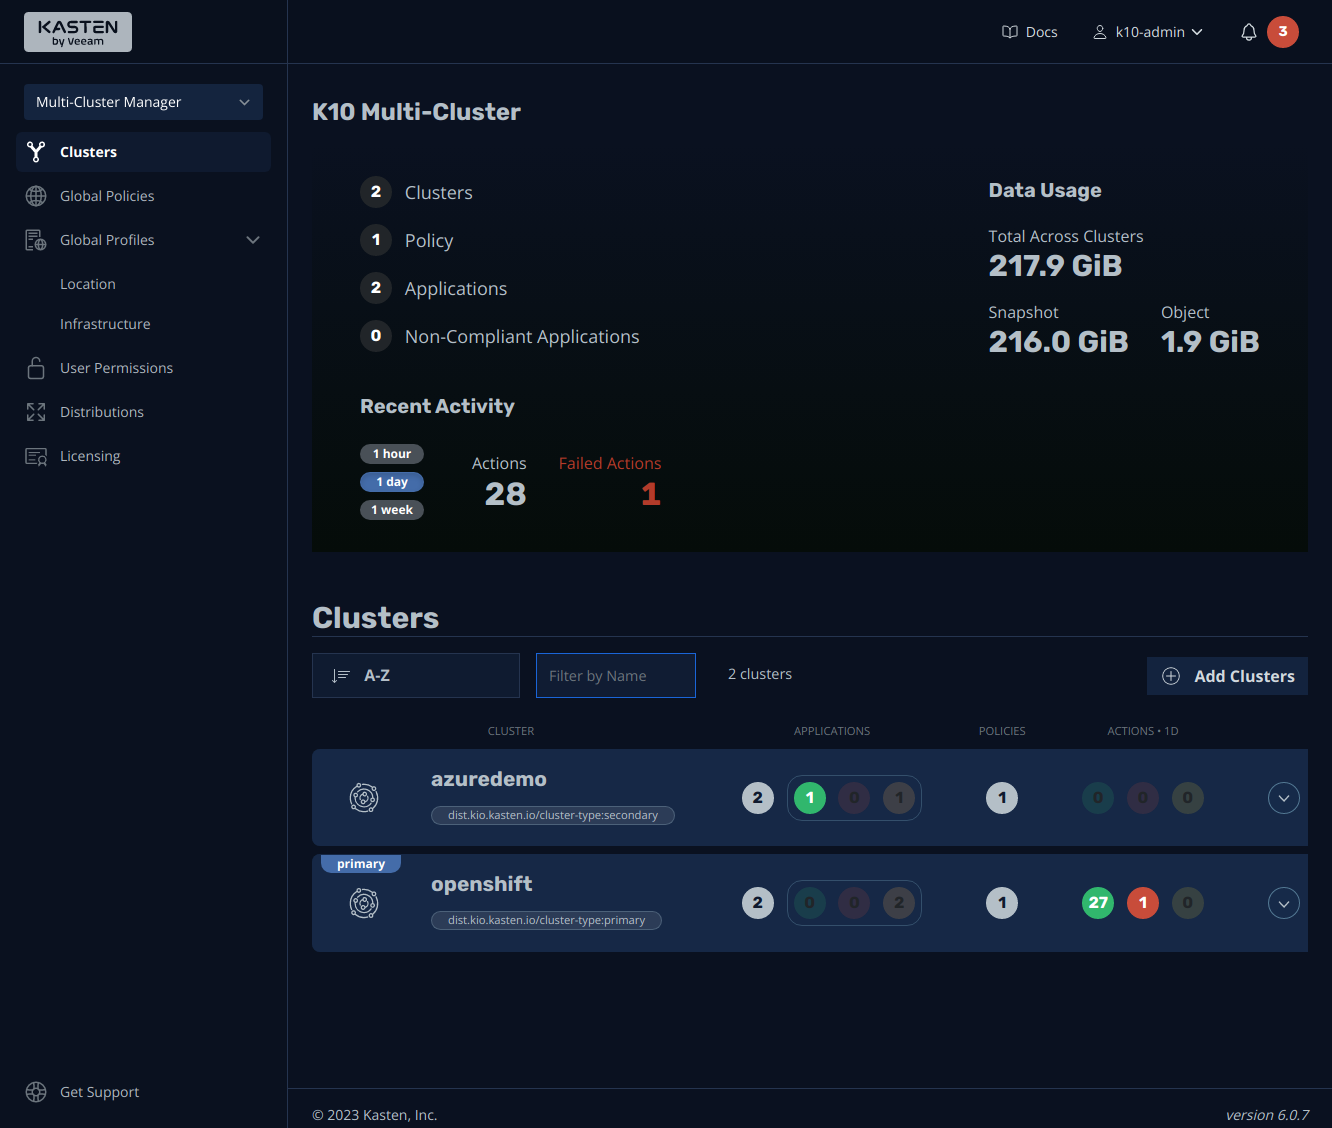 KASTEN
by Veeam
Docs
k10-admin
3
Multi-Cluster Manager
Clusters
Global Policies
Global Profiles
Location
Infrastructure
User Permissions
Distributions
Licensing
Get Support
K10 Multi-Cluster
2 Clusters
1 Policy
2 Applications
0 Non-Compliant Applications
Data Usage
Total Across Clusters
217.9 GiB
Snapshot Object
216.0 GiB 1.9 GiB
Recent Activity
1 hour
1 day
1 week
Actions Failed Actions
28 1
Clusters
A-Z
Filter by Name
2 clusters
Add Clusters
CLUSTER APPLICATIONS POLICIES ACTIONS • 1D
azuredemo
dist.kio.kasten.io/cluster-type:secondary
2 1 0 1 1 0 0 0
primary
openshift
dist.kio.kasten.io/cluster-type:primary
2 0 0 2 1 27 1 0
© 2023 Kasten, Inc.
version 6.0.7